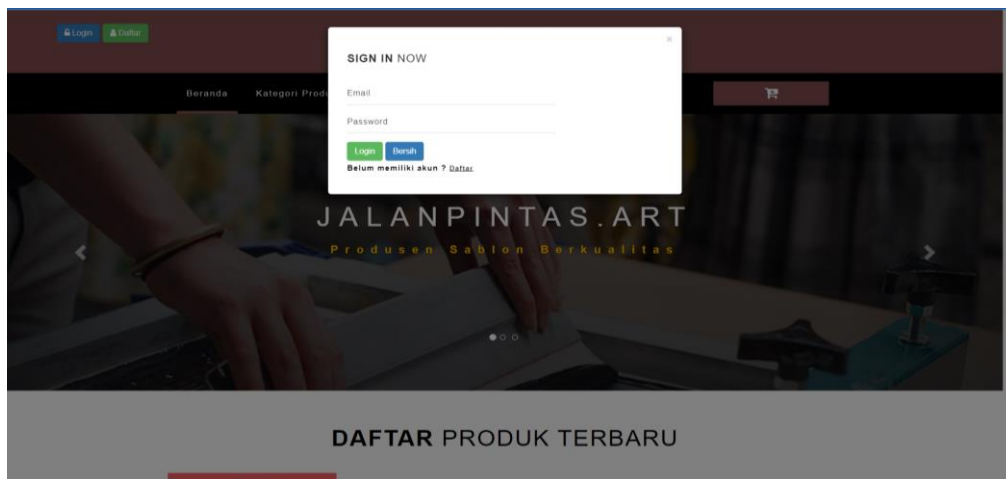 Login Daftar
×
SIGN IN NOW
Beranda Kategori Prod
Email
Password
Login Bersih
Belum memiliki akun ? Daftar
JALANPINTAS.ART
Produsen Sablon Berkualitas
DAFTAR PRODUK TERBARU